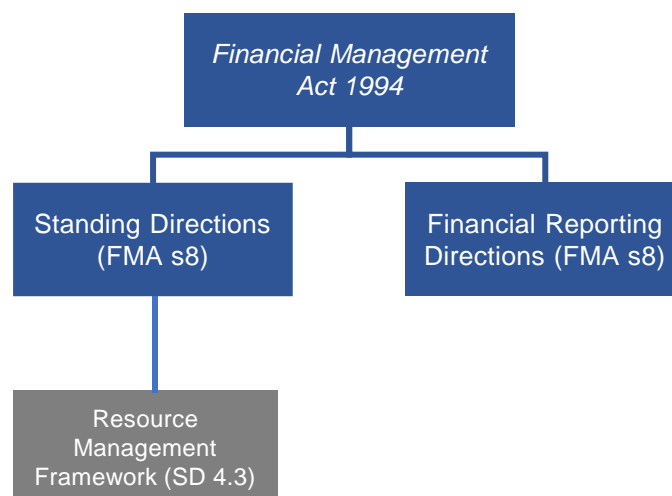 Financial Management
Act 1994
Standing Directions
(FMA s8)
Financial Reporting
Directions (FMA s8)
Resource
Management
Framework (SD 4.3)